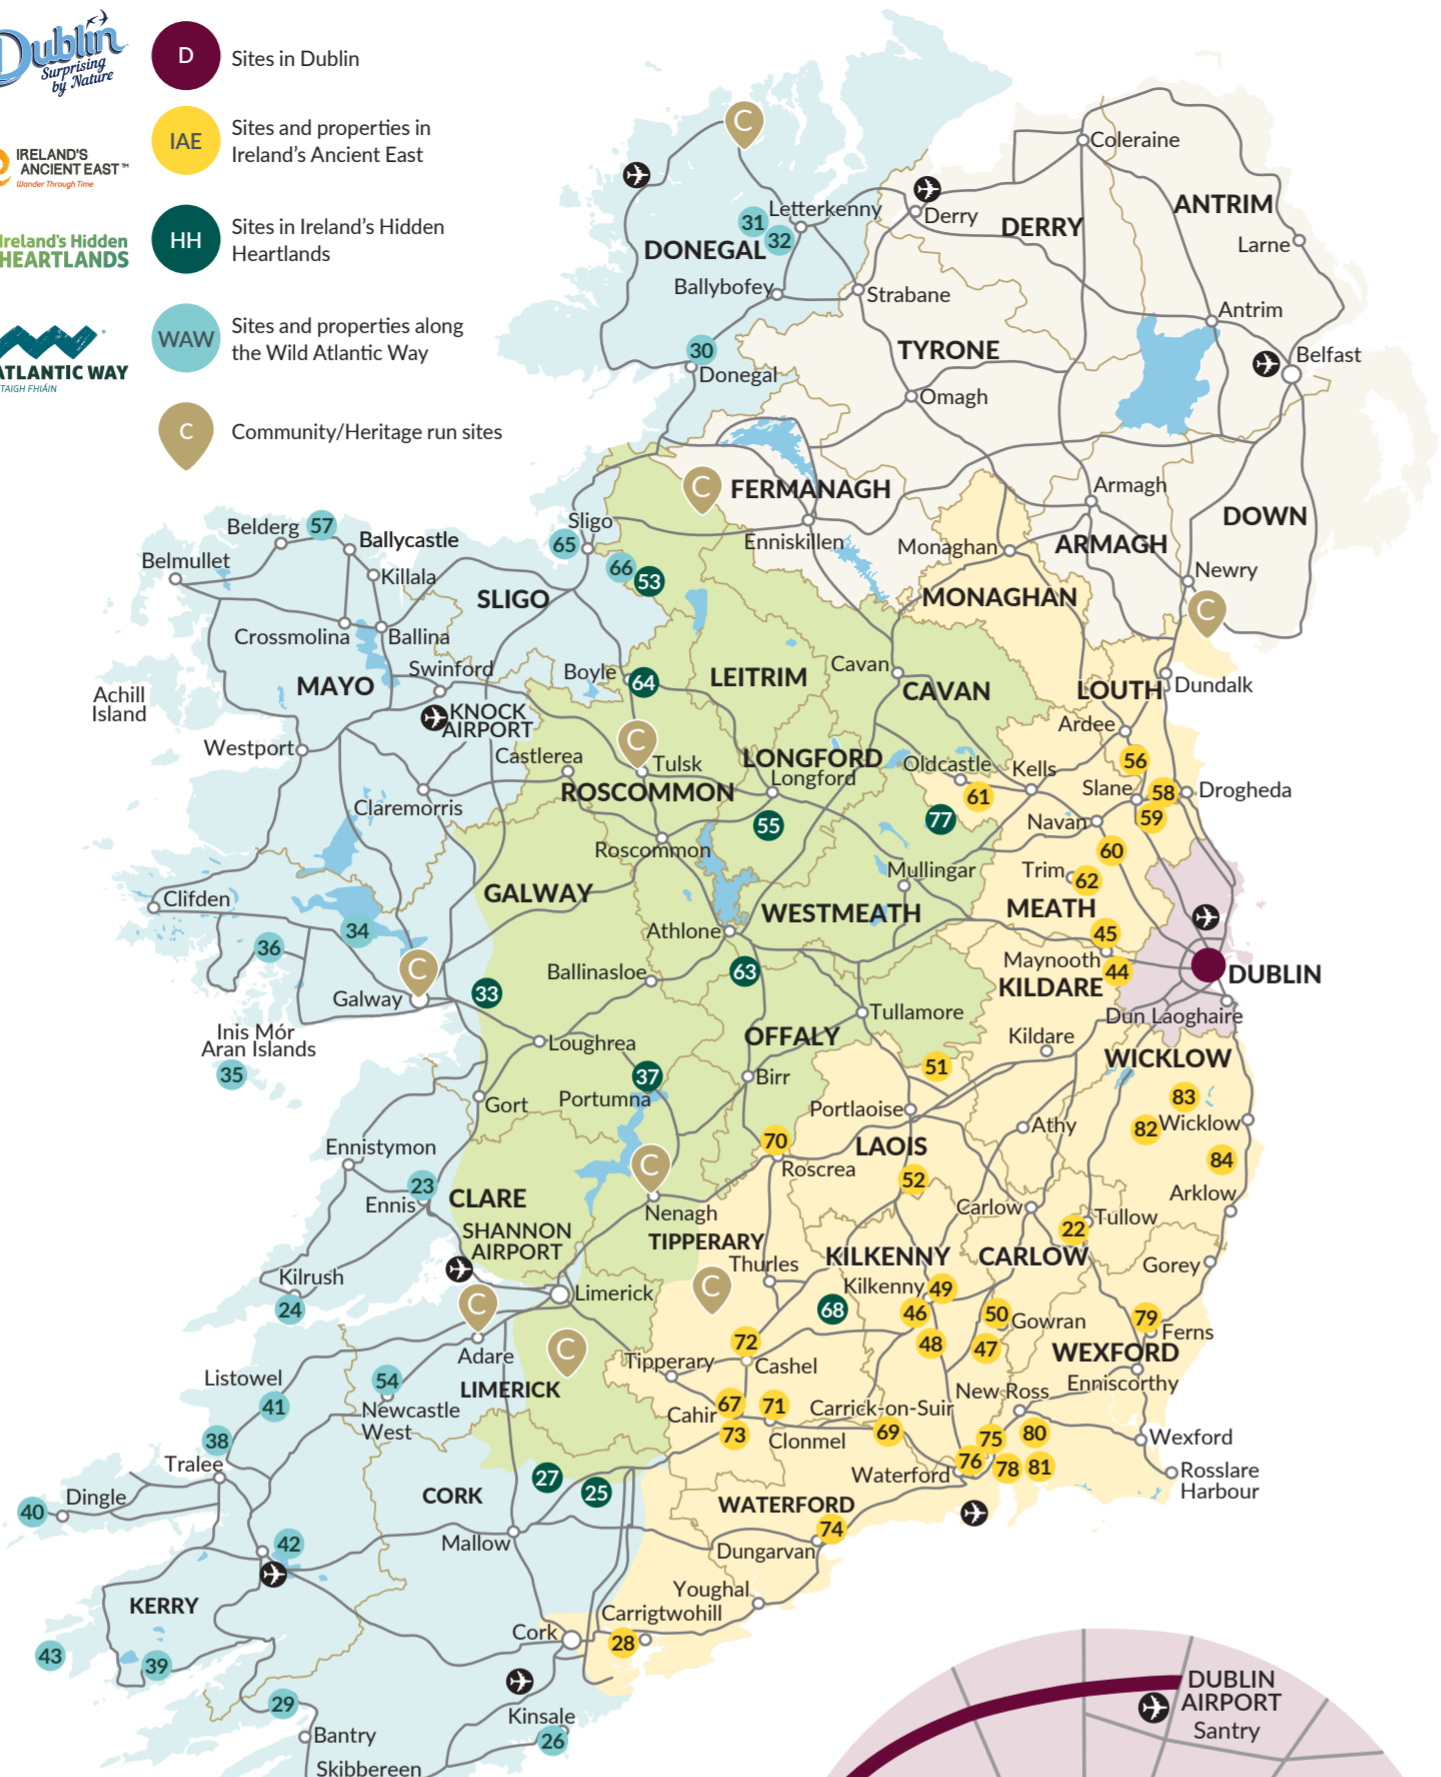 Dublin
Surprising
by Nature
D
Sites in Dublin
IRELAND'S
ANCIENT EAST™
Wander Through Time
IAE
Sites and properties in
Ireland's Ancient East
Ireland's Hidden
HEARTLANDS
HH
Sites in Ireland's Hidden
Heartlands
ATLANTIC WAY
TAIGH FHIÁIN
WAW
Sites and properties along
the Wild Atlantic Way
C
Community/Heritage run sites
C
Coleraine
ANTRIM
Letterkenny
Derry
DERRY
31
32
DONEGAL
Larne
Ballybofey
Strabane
Antrim
30
Donegal
TYRONE
Belfast
Omagh
C
FERMANAGH
Armagh
DOWN
Belderg
57
Sligo
Ballycastle
65
Enniskillen
Monaghan
ARMAGH
Belmullet
66
53
Killala
Newry
SLIGO
MONAGHAN
C
Crossmolina
Ballina
Swinford
Boyle
64
LEITRIM
Cavan
CAVAN
LOUTH
Dundalk
MAYO
Achill
Island
KNOCK
AIRPORT
Ardee
Westport
C
Castlerea
Tulsk
LONGFORD
Longford
Oldcastle
Kells
56
ROSCOMMON
61
Slane
58
Drogheda
Claremorris
55
77
59
Navan
Roscommon
60
Mullingar
Trim
62
GALWAY
Clifden
WESTMEATH
MEATH
34
Athlone
45
36
C
Maynooth
44
DUBLIN
Ballinasloe
63
KILDARE
33
Galway
Tullamore
Dun Laoghaire
Inis Mór
Aran Islands
35
Loughrea
OFFALY
Kildare
WICKLOW
51
37
Birr
Portumna
83
Gort
Portlaoise
Athy
82
Wicklow
Ennistymon
70
LAOIS
Roscrea
84
C
52
23
Ennis
CLARE
Carlow
Arklow
Nenagh
22
Tullow
SHANNON
AIRPORT
TIPPERARY
KILKENNY
CARLOW
Thurles
Gorey
Kilrush
C
Kilkenny
49
24
Limerick
68
46
50
Gowran
79
Ferns
C
48
47
72
C
WEXFORD
Adare
Tipperary
Cashel
Listowel
54
LIMERICK
New Ross
Enniscorthy
41
Newcastle
West
Cahir
67
71
Carrick-on-Suir
38
73
Clonmel
69
75
80
Wexford
Tralee
76
78
81
Rosslare
Harbour
27
Waterford
25
Dingle
40
CORK
WATERFORD
74
42
Mallow
Dungarvan
KERRY
Youghal
Carrigtwohill
Cork
28
43
39
29
Kinsale
Bantry
26
Skibbereen
DUBLIN
AIRPORT
Santry